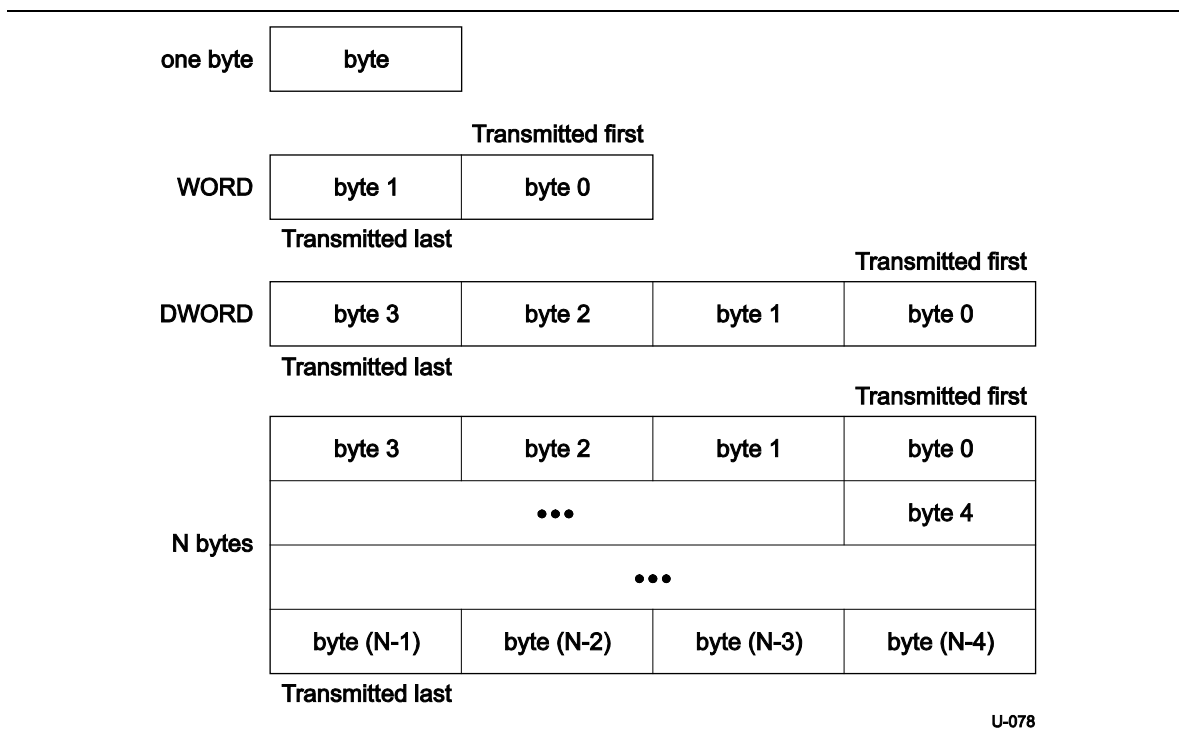 one byte byte
Transmitted first
WORD byte 1 byte 0
Transmitted last
Transmitted first
DWORD byte 3 byte 2 byte 1 byte 0
Transmitted last
Transmitted first
byte 3 byte 2 byte 1 byte 0
••• byte 4
N bytes
•••
byte (N-1) byte (N-2) byte (N-3) byte (N-4)
Transmitted last
U-078